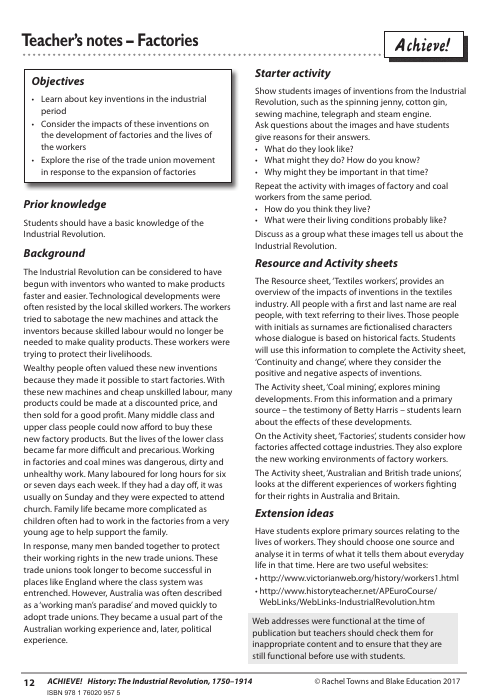 Teacher's notes – Factories
Achieve!
Objectives
• Learn about key inventions in the industrial
period
• Consider the impacts of these inventions on
the development of factories and the lives of
the workers
• Explore the rise of the trade union movement
in response to the expansion of factories
Prior knowledge
Students should have a basic knowledge of the
Industrial Revolution.
Background
The Industrial Revolution can be considered to have
begun with inventors who wanted to make products
faster and easier. Technological developments were
often resisted by the local skilled workers. The workers
tried to sabotage the new machines and attack the
inventors because skilled labour would no longer be
needed to make quality products. These workers were
trying to protect their livelihoods.
Wealthy people often valued these new inventions
because they made it possible to start factories. With
these new machines and cheap unskilled labour, many
products could be made at a discounted price, and
then sold for a good profit. Many middle class and
upper class people could now afford to buy these
new factory products. But the lives of the lower class
became far more difficult and precarious. Working
in factories and coal mines was dangerous, dirty and
unhealthy work. Many laboured for long hours for six
or seven days each week. If they had a day off, it was
usually on Sunday and they were expected to attend
church. Family life became more complicated as
children often had to work in the factories from a very
young age to help support the family.
In response, many men banded together to protect
their working rights in the new trade unions. These
trade unions took longer to become successful in
places like England where the class system was
entrenched. However, Australia was often described
as a 'working man's paradise' and moved quickly to
adopt trade unions. They became a usual part of the
Australian working experience and, later, political
experience.
Starter activity
Show students images of inventions from the Industrial
Revolution, such as the spinning jenny, cotton gin,
sewing machine, telegraph and steam engine.
Ask questions about the images and have students
give reasons for their answers.
• What do they look like?
• What might they do? How do you know?
• Why might they be important in that time?
Repeat the activity with images of factory and coal
workers from the same period.
• How do you think they live?
• What were their living conditions probably like?
Discuss as a group what these images tell us about the
Industrial Revolution.
Resource and Activity sheets
The Resource sheet, 'Textiles workers', provides an
overview of the impacts of inventions in the textiles
industry. All people with a first and last name are real
people, with text referring to their lives. Those people
with initials as surnames are fictionalised characters
whose dialogue is based on historical facts. Students
will use this information to complete the Activity sheet,
'Continuity and change', where they consider the
positive and negative aspects of inventions.
The Activity sheet, 'Coal mining', explores mining
developments. From this information and a primary
source – the testimony of Betty Harris – students learn
about the effects of these developments.
On the Activity sheet, 'Factories', students consider how
factories affected cottage industries. They also explore
the new working environments of factory workers.
The Activity sheet, 'Australian and British trade unions',
looks at the different experiences of workers fighting
for their rights in Australia and Britain.
Extension ideas
Have students explore primary sources relating to the
lives of workers. They should choose one source and
analyse it in terms of what it tells them about everyday
life in that time. Here are two useful websites:
• http://www.victorianweb.org/history/workers1.html
• http://www.historyteacher.net/APEuroCourse/
WebLinks/WebLinks-IndustrialRevolution.htm
Web addresses were functional at the time of
publication but teachers should check them for
inappropriate content and to ensure that they are
still functional before use with students.
12 ACHIEVE! History: The Industrial Revolution, 1750–1914
© Rachel Towns and Blake Education 2017
ISBN 978 1 76020 957 5